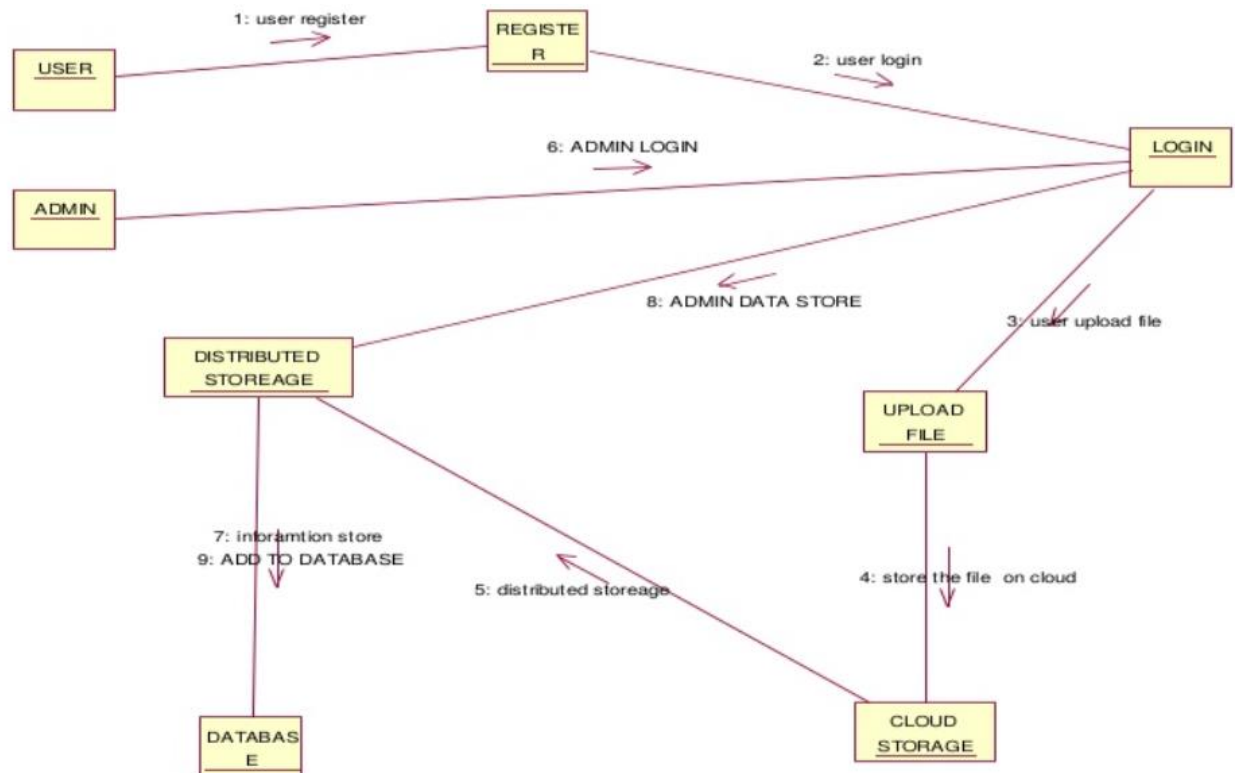 1: user register
REGISTE
R
USER
2: user login
6: ADMIN LOGIN
LOGIN
ADMIN
8: ADMIN DATA STORE
3: user upload file
DISTRIBUTED
STOREAGE
UPLOAD
FILE
7: inforamtion store
9: ADD TO DATABASE
5: distributed storeage
4: store the file on cloud
DATABAS
E
CLOUD
STORAGE